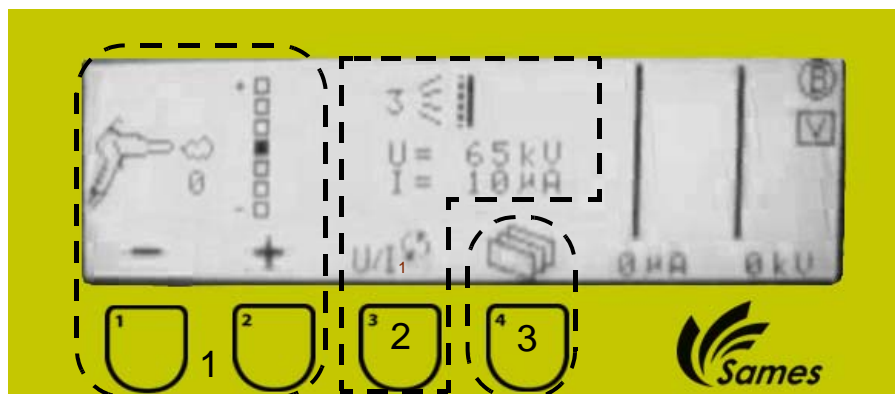 +
B
3
V
U= 65kV
0
I= 10µA
-
− +
U/I
1
0µA 0kV
1 2 3 4
1 2 3
Sames